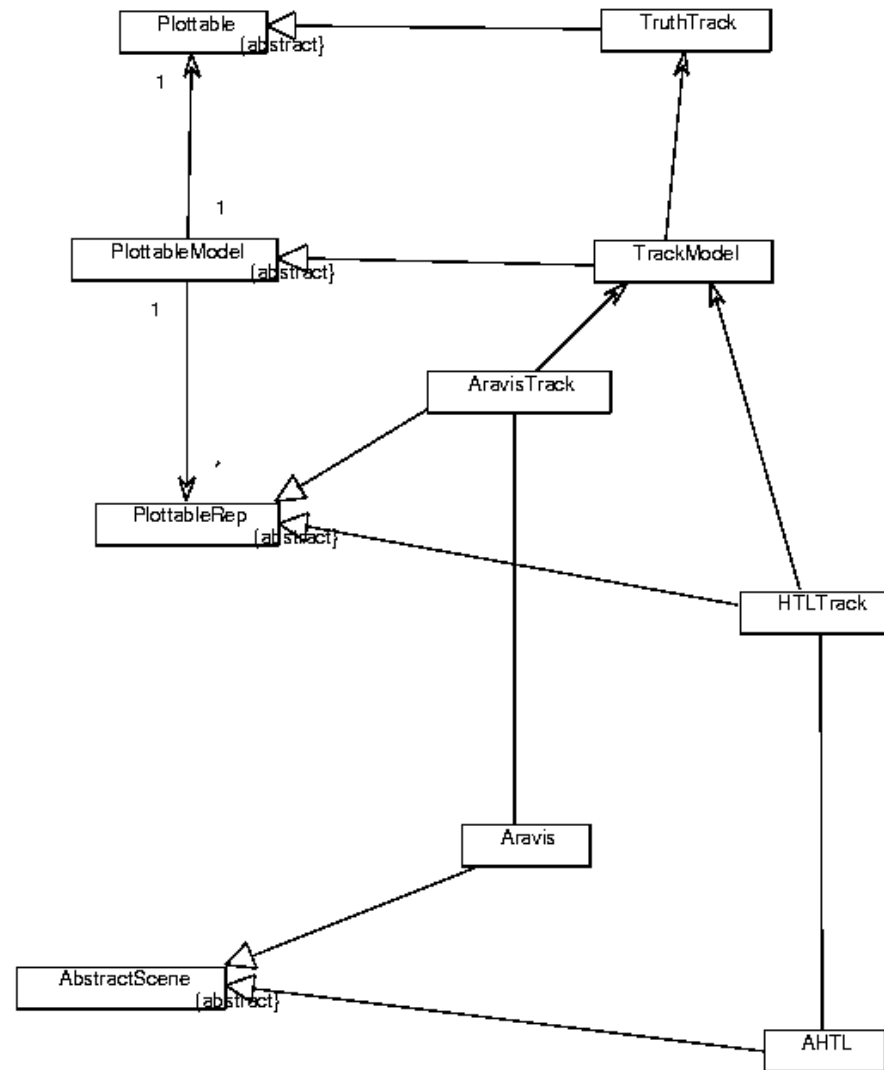 Plottable
{abstract}
TruthTrack
1
1
PlottableModel
{abstract}
TrackModel
1
AravisTrack
PlottableRep
{abstract}
HTLTrack
Aravis
AbstractScene
{abstract}
AHTL